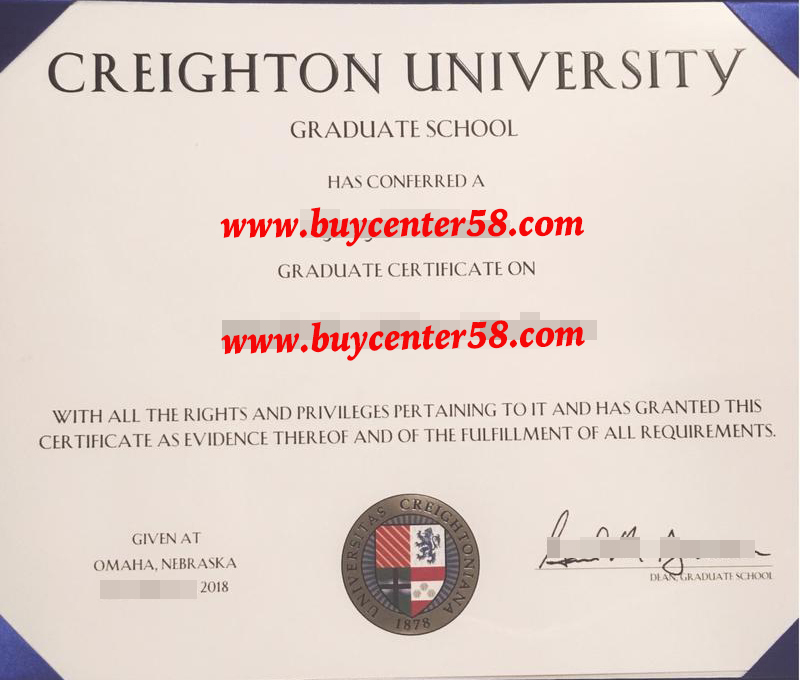 CREIGHTON UNIVERSITY
GRADUATE SCHOOL
HAS CONFERRED A
www.buycenter58.com
GRADUATE CERTIFICATE ON
www.buycenter58.com
WITH ALL THE RIGHTS AND PRIVILEGES PERTAINING TO IT AND HAS GRANTED THIS
CERTIFICATE AS EVIDENCE THEREOF AND OF THE FULFILLMENT OF ALL REQUIREMENTS.
GIVEN AT
OMAHA, NEBRASKA
2018
UNIVERSITAS CREIGHTONIANA
1878
DEAN, GRADUATE SCHOOL